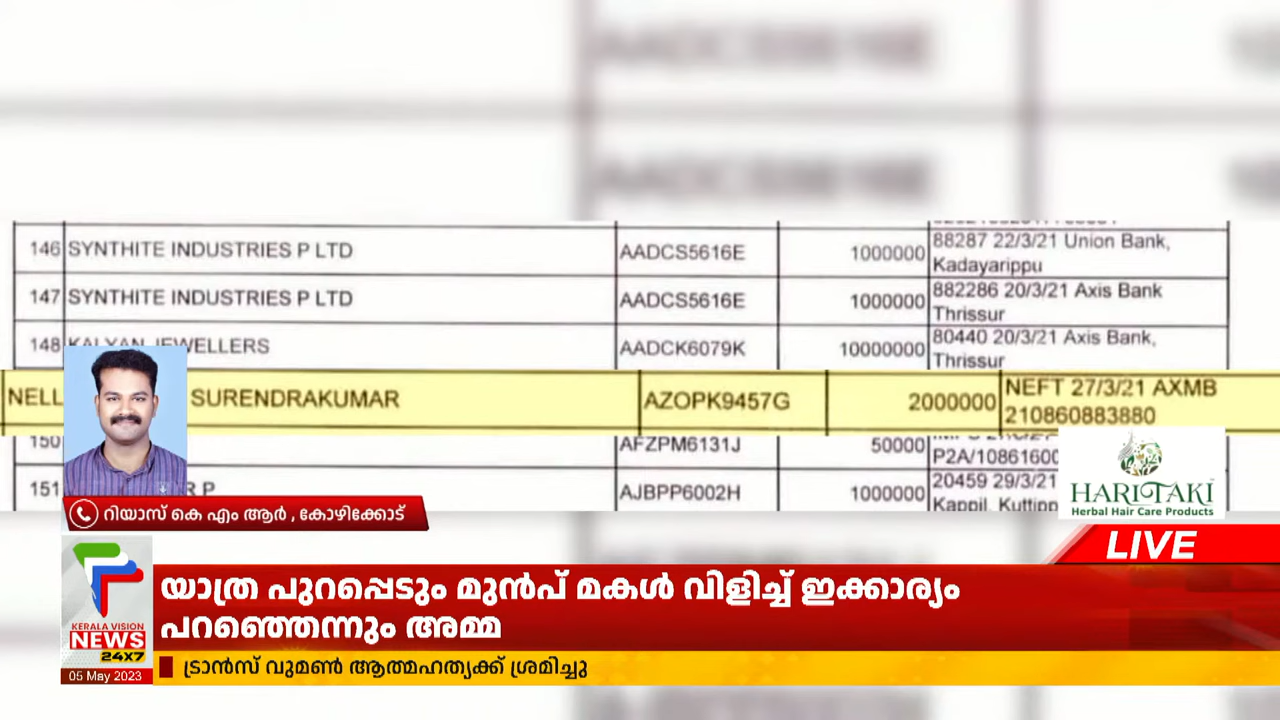 146 SYNTHITE INDUSTRIES P LTD AADCS5616E 1000000 88287 22/3/21 Union Bank,
Kadayarippu
147 SYNTHITE INDUSTRIES P LTD AADCS5616E 1000000 882286 20/3/21 Axis Bank
Thrissur
148 KALYAN JEWELLERS AADCK6079K 10000000 80440 20/3/21 Axis Bank,
Thrissur
NELL SURENDRAKUMAR AZOPK9457G 2000000 NEFT 27/3/21 AXMB
210860883880
150 AFZPM6131J 50000
P2A/10861600
151 R P AJBPP6002H 1000000 20459 29/3/21
Kappil, Kuttipp
HARITAKI
Herbal Hair Care Products
റിയാസ് കെ എം ആർ , കോഴിക്കോട്
LIVE
യാത്ര പുറപ്പെടും മുൻപ് മകൾ വിളിച്ച് ഇക്കാര്യം
പറഞ്ഞെന്നും അമ്മ
KERALA VISION
NEWS
24X7
05 May 2023
ട്രാൻസ് വുമൺ ആത്മഹത്യക്ക് ശ്രമിച്ചു